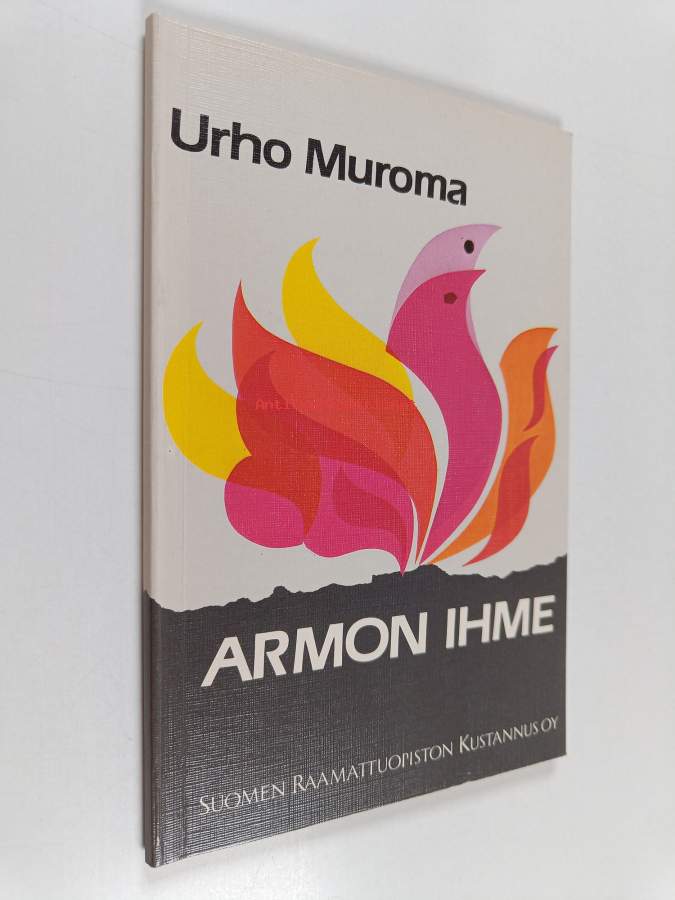 Urho Muroma
ARMON IHME
SUOMEN RAAMATTUOPISTON KUSTANNUS OY